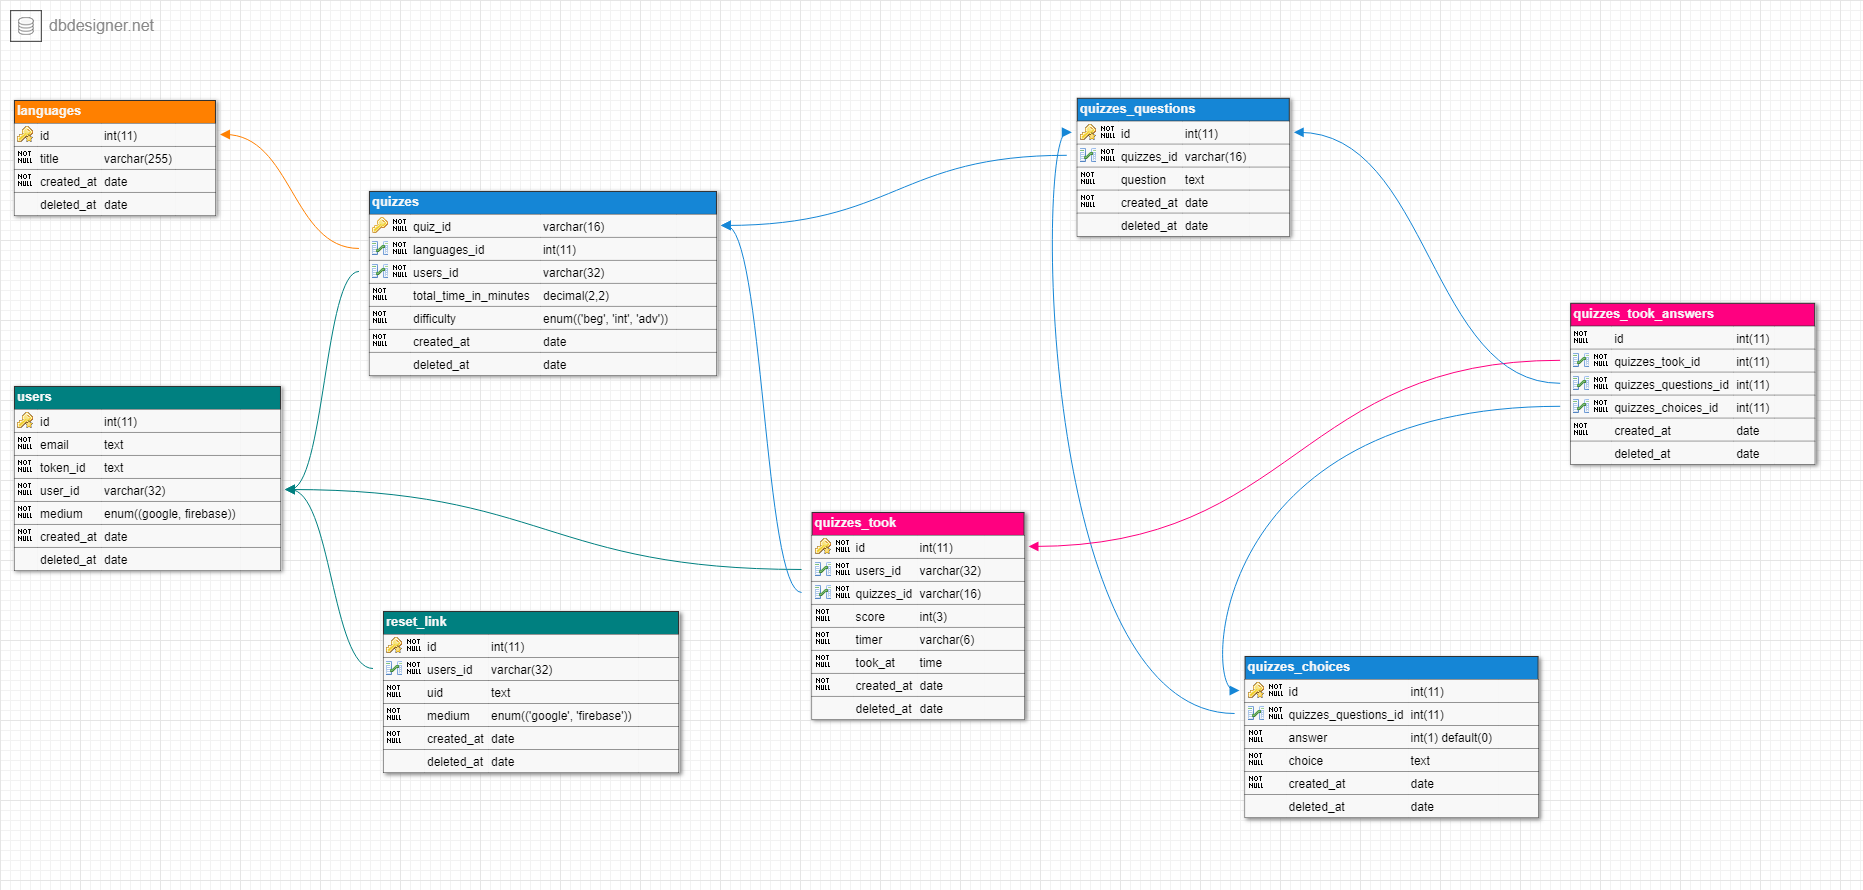 dbdesigner.net
languages
id int(11)
NOT NULL title varchar(255)
NOT NULL created_at date
deleted_at date
quizzes
NOT NULL quiz_id varchar(16)
NOT NULL languages_id int(11)
NOT NULL users_id varchar(32)
NOT NULL total_time_in_minutes decimal(2,2)
NOT NULL difficulty enum(('beg', 'int', 'adv'))
NOT NULL created_at date
deleted_at date
users
id int(11)
NOT NULL email text
NOT NULL token_id text
NOT NULL user_id varchar(32)
NOT NULL medium enum((google, firebase))
NOT NULL created_at date
deleted_at date
reset_link
NOT NULL id int(11)
NOT NULL users_id varchar(32)
NOT NULL uid text
NOT NULL medium enum(('google', 'firebase'))
NOT NULL created_at date
deleted_at date
quizzes_took
NOT NULL id int(11)
NOT NULL users_id varchar(32)
NOT NULL quizzes_id varchar(16)
NOT NULL score int(3)
NOT NULL timer varchar(6)
NOT NULL took_at time
NOT NULL created_at date
deleted_at date
quizzes_questions
NOT NULL id int(11)
NOT NULL quizzes_id varchar(16)
NOT NULL question text
NOT NULL created_at date
deleted_at date
quizzes_took_answers
NOT NULL id int(11)
NOT NULL quizzes_took_id int(11)
NOT NULL quizzes_questions_id int(11)
NOT NULL quizzes_choices_id int(11)
NOT NULL created_at date
deleted_at date
quizzes_choices
NOT NULL id int(11)
NOT NULL quizzes_questions_id int(11)
NOT NULL answer int(1) default(0)
NOT NULL choice text
NOT NULL created_at date
deleted_at date